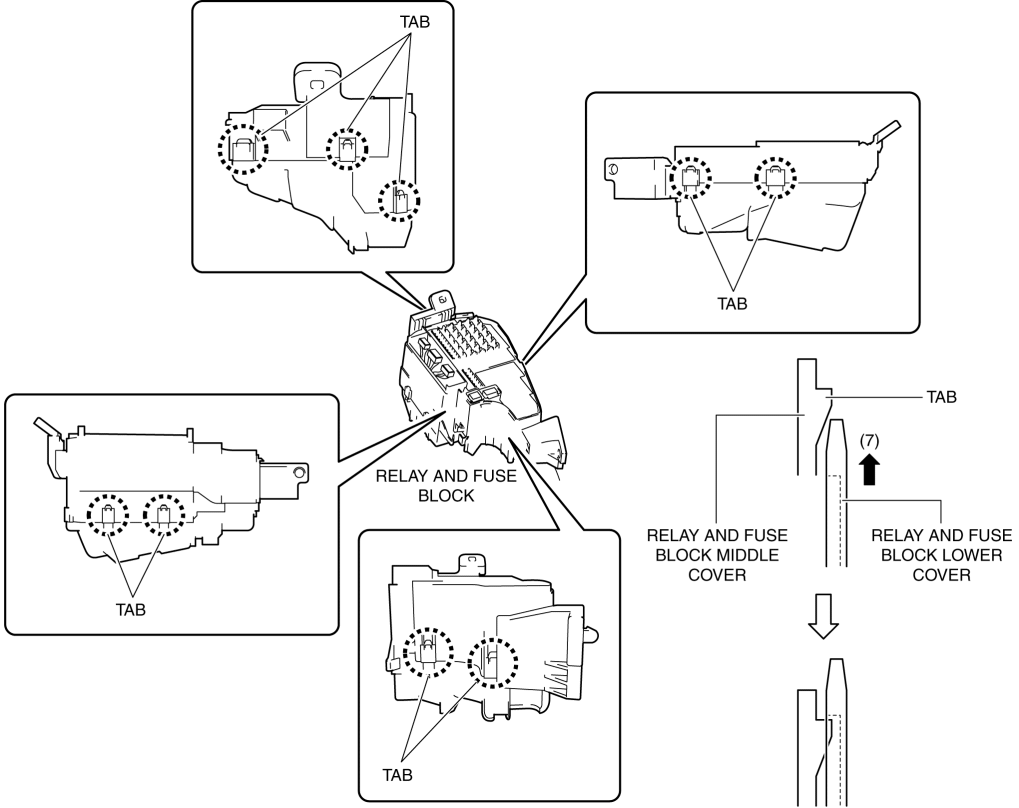 TAB
TAB
TAB
(7)
RELAY AND FUSE
BLOCK
RELAY AND FUSE
BLOCK MIDDLE
COVER
RELAY AND FUSE
BLOCK LOWER
COVER
TAB
TAB